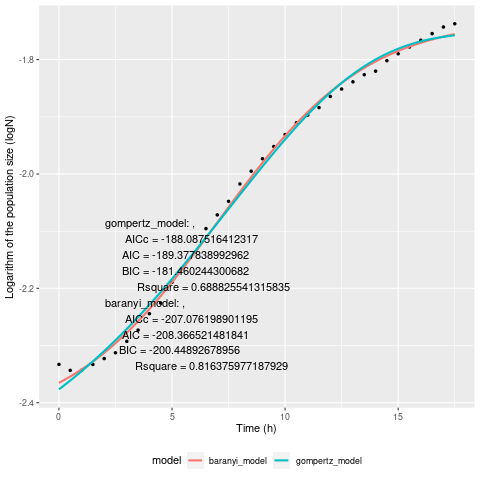 Logarithm of the population size (logN)
-1.8
-2.0
-2.2
-2.4
gompertz_model: ,
AICc = -188.087516412317
AIC = -189.377838992962
BIC = -181.460244300682
Rsquare = 0.688825541315835
baranyi_model: ,
AICc = -207.076198901195
AIC = -208.366521481841
BIC = -200.44892678956
Rsquare = 0.816375977187929
0 5 10 15
Time (h)
model baranyi_model gompertz_model